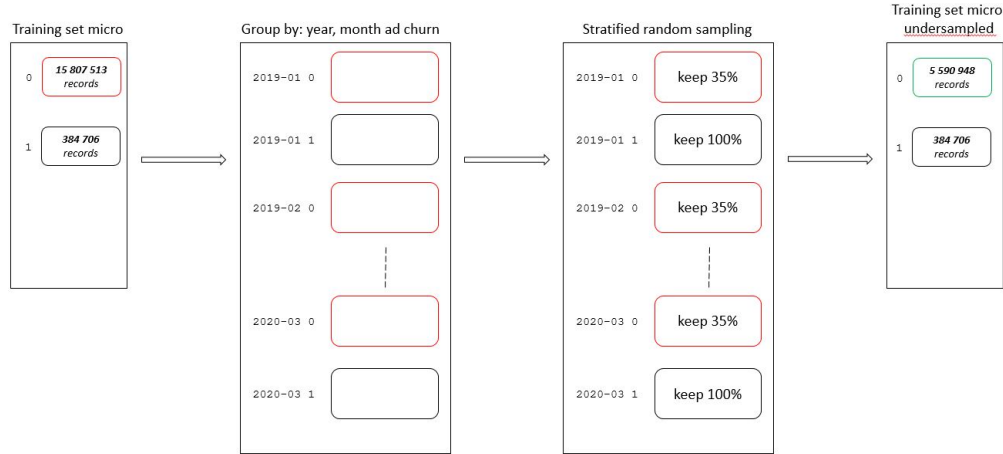 Training set micro
0
15 807 513
records
1
384 706
records
Group by: year, month ad churn
2019-01 0
2019-01 1
2019-02 0
2020-03 0
2020-03 1
Stratified random sampling
2019-01 0 keep 35%
2019-01 1 keep 100%
2019-02 0 keep 35%
2020-03 0 keep 35%
2020-03 1 keep 100%
Training set micro
undersampled
0
5 590 948
records
1
384 706
records